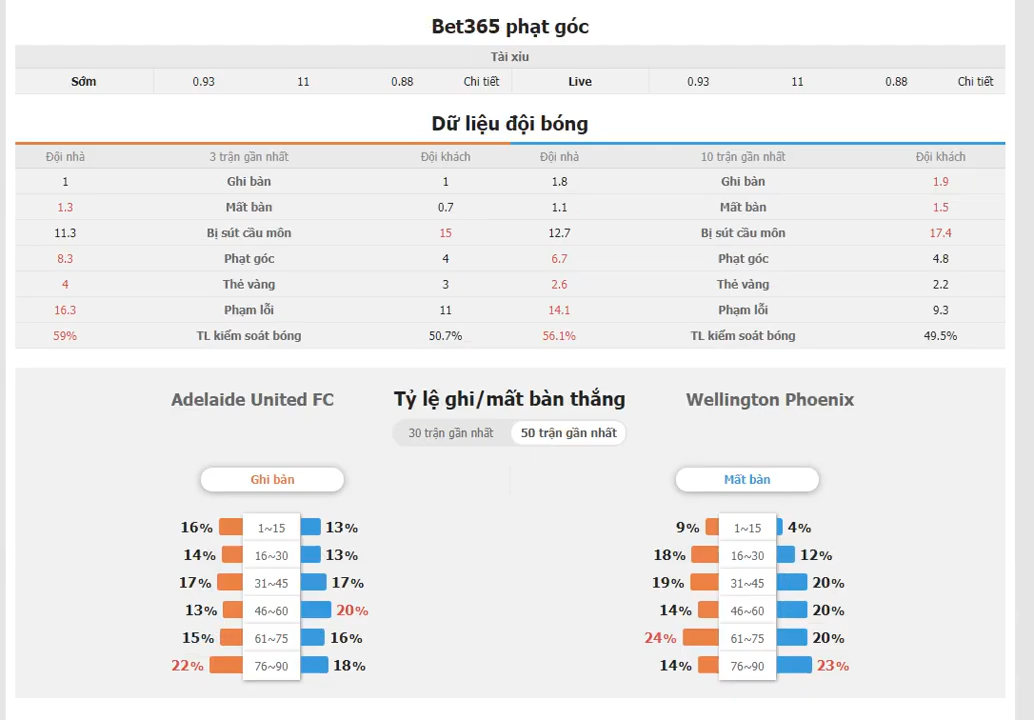 Bet365 phạt góc
Tài xỉu
Sớm 0.93 11 0.88 Chi tiết Live 0.93 11 0.88 Chi tiết
Dữ liệu đội bóng
Đội nhà 3 trận gần nhất Đội khách Đội nhà 10 trận gần nhất Đội khách
1 Ghi bàn 1 1.8 Ghi bàn 1.9
1.3 Mất bàn 0.7 1.1 Mất bàn 1.5
11.3 Bị sút cầu môn 15 12.7 Bị sút cầu môn 17.4
8.3 Phạt góc 4 6.7 Phạt góc 4.8
4 Thẻ vàng 3 2.6 Thẻ vàng 2.2
16.3 Phạm lỗi 11 14.1 Phạm lỗi 9.3
59% TL kiểm soát bóng 50.7% 56.1% TL kiểm soát bóng 49.5%
Adelaide United FC Tỷ lệ ghi/mất bàn thắng Wellington Phoenix
30 trận gần nhất 50 trận gần nhất
Ghi bàn Mất bàn
16% 1~15 13% 9% 1~15 4%
14% 16~30 13% 18% 16~30 12%
17% 31~45 17% 19% 31~45 20%
13% 46~60 20% 14% 46~60 20%
15% 61~75 16% 24% 61~75 20%
22% 76~90 18% 14% 76~90 23%